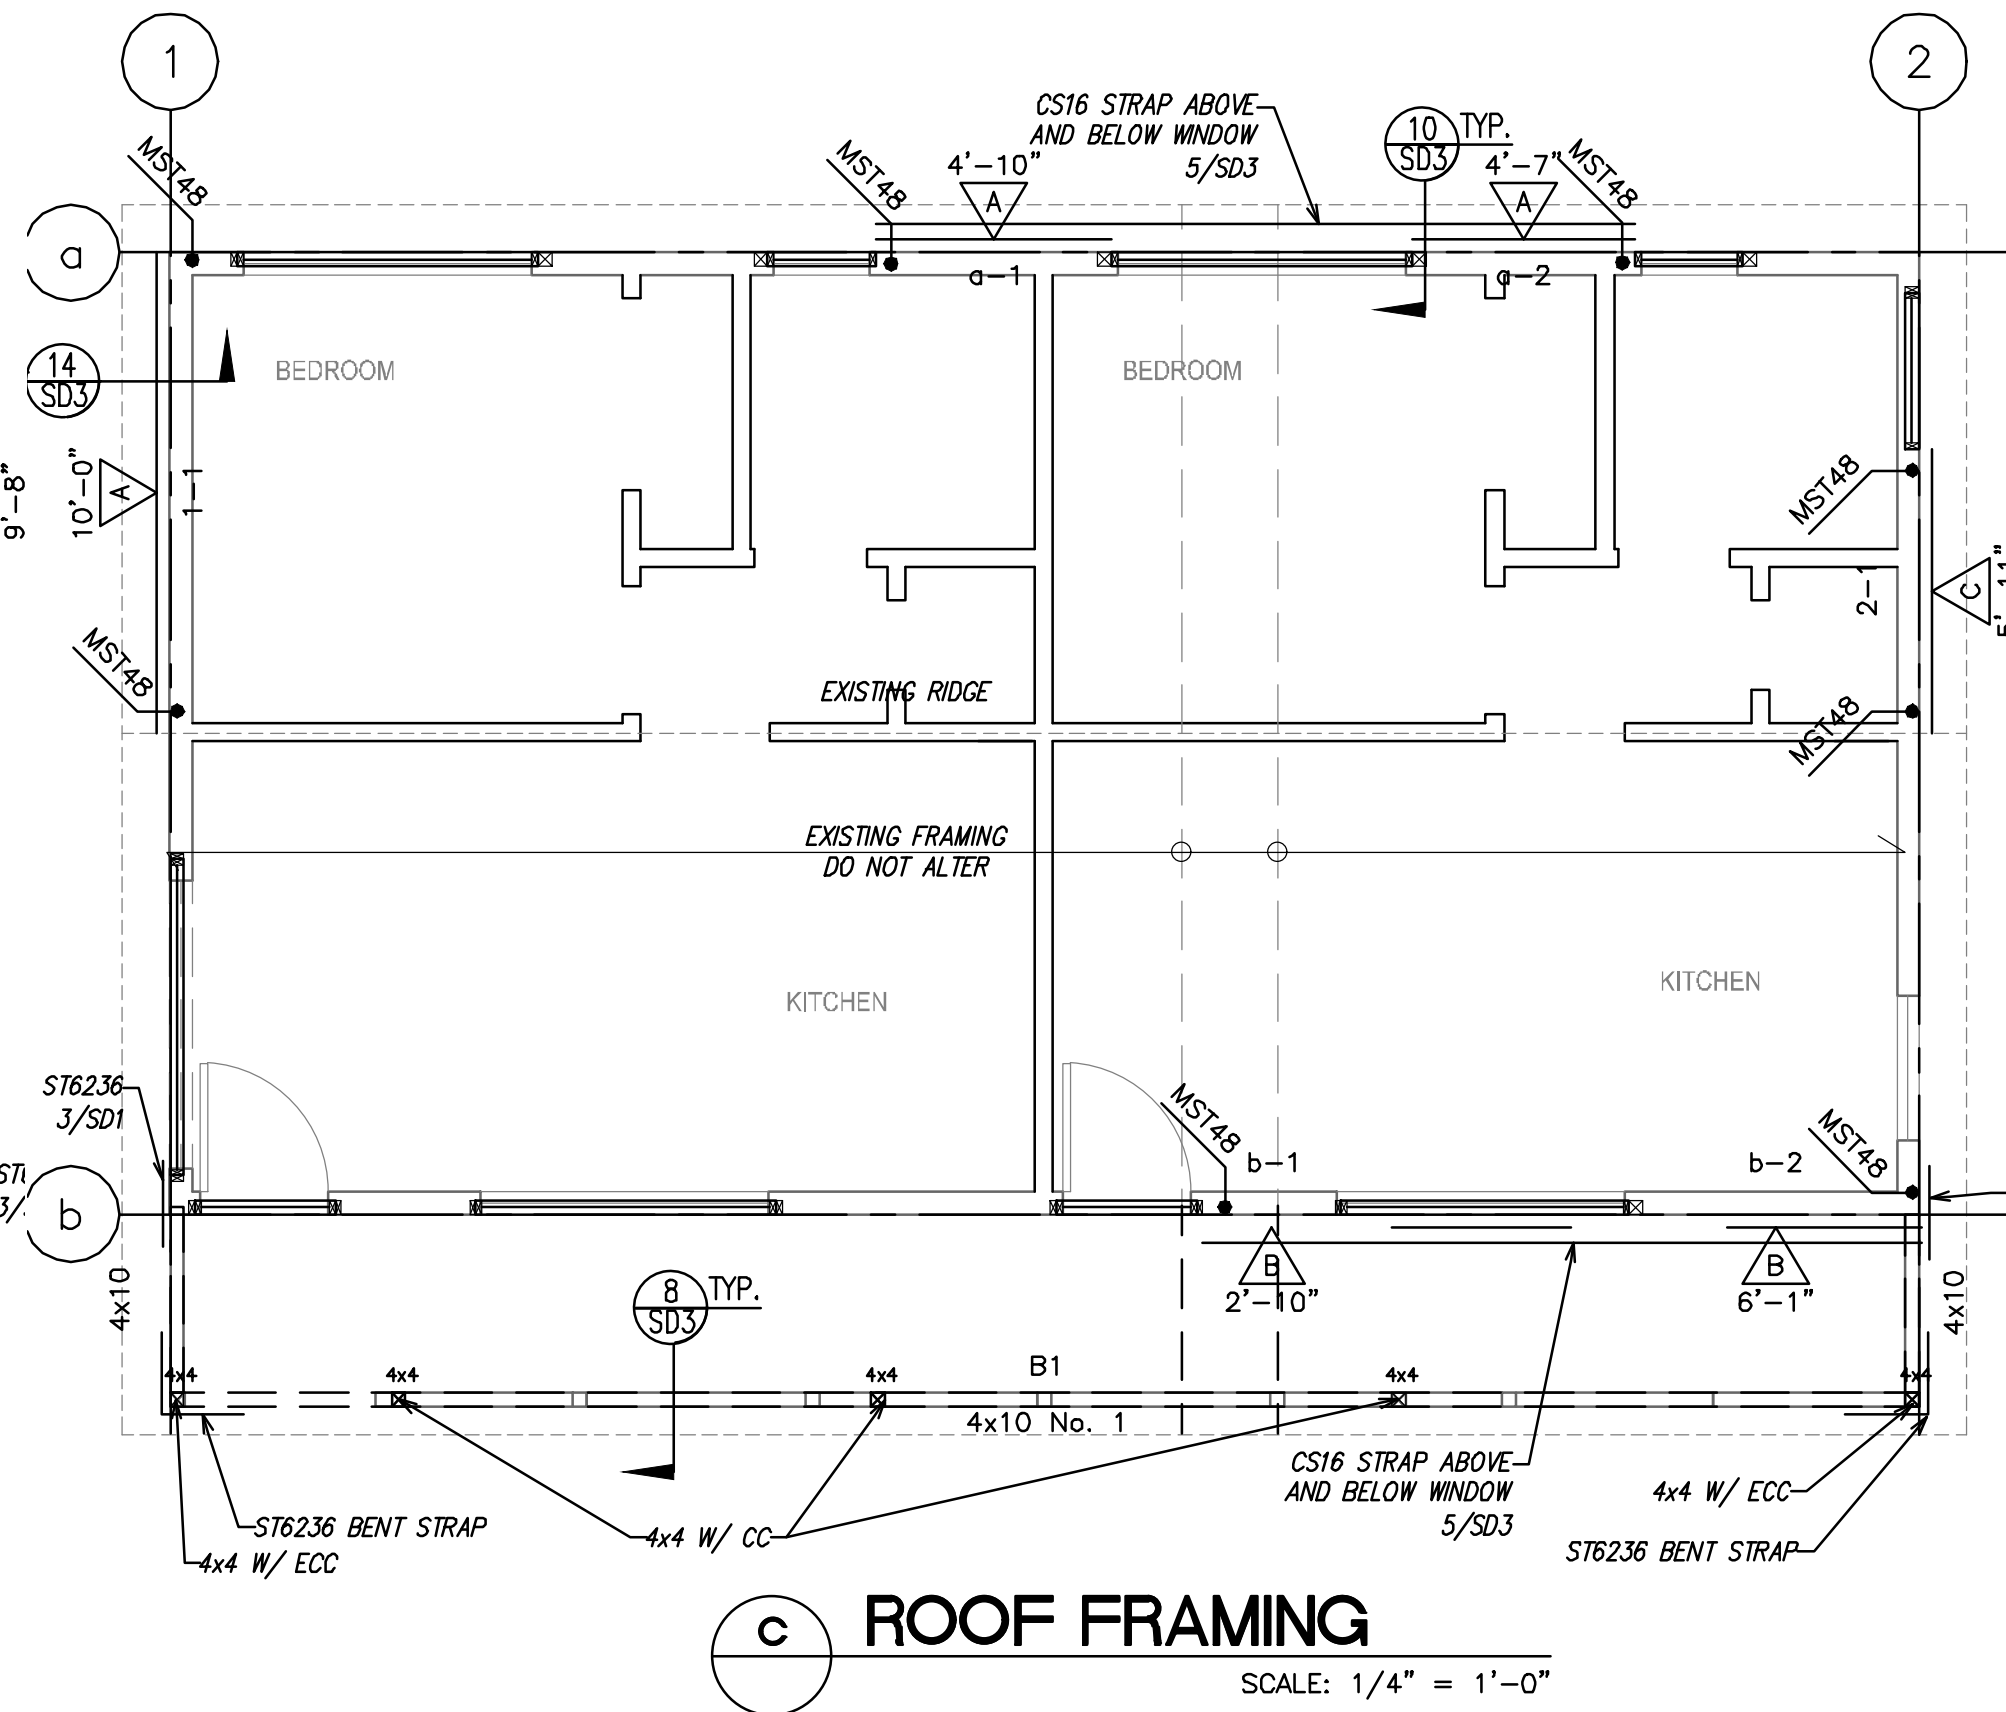 1
2
CS16 STRAP ABOVE
AND BELOW WINDOW
5/SD3
10
SD3
TYP.
MST48
MST48
4'-10"
A
4'-7"
A
MST48
a
a-1
a-2
14
SD3
BEDROOM
BEDROOM
9'-8"
10'-0"
A
1-1
MST48
2-1
C
5'-11"
MST48
EXISTING RIDGE
MST48
EXISTING FRAMING
DO NOT ALTER
KITCHEN
KITCHEN
ST6236
3/SD1
MST48
b-1
b-2
MST48
b
4x10
8
SD3
TYP.
B
2'-10"
B
6'-1"
4x10
4x4
4x4
4x4
B1
4x4
4x4
4x10 No. 1
CS16 STRAP ABOVE
AND BELOW WINDOW
5/SD3
4x4 W/ ECC
ST6236 BENT STRAP
4x4 W/ CC
ST6236 BENT STRAP
4x4 W/ ECC
C
ROOF FRAMING
SCALE: 1/4" = 1'-0"